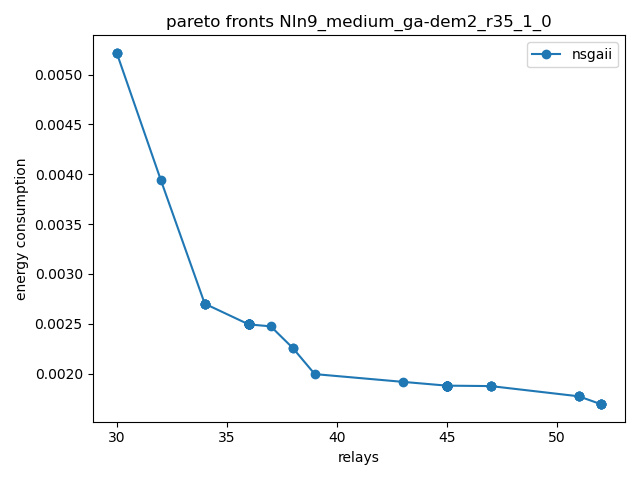 pareto fronts NIn9_medium_ga-dem2_r35_1_0
nsgaii
0.0050
0.0045
0.0040
0.0035
0.0030
0.0025
0.0020
energy consumption
30 35 40 45 50
relays